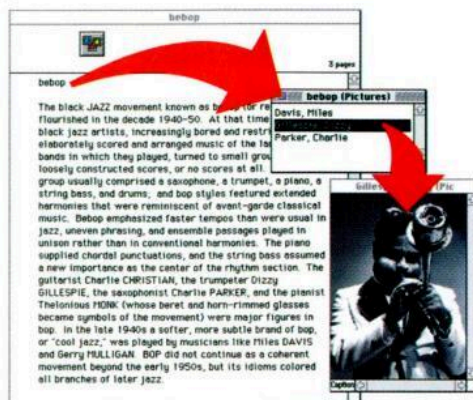 bebop
3 pages
bebop
The black JAZZ movement known as
flourished in the decade 1940-50. At that time
black jazz artists, increasingly bored and
elaborately scored and arranged music of the
bands in which they played, turned to small
loosely constructed scores, or no scores at all.
group usually comprised a saxophone, a trumpet, a piano, a
string bass, and drums; and bop styles featured extended
harmonies that were reminiscent of avant-garde classical
music. Bebop emphasized faster tempos than were usual in
jazz, uneven phrasing, and ensemble passages played in
unison rather than in conventional harmonies. The piano
supplied chordal punctuations, and the string bass assumed
a new importance as the center of the rhythm section. The
guitarist Charlie CHRISTIAN, the trumpeter Dizzy
GILLESPIE, the saxophonist Charlie PARKER, and the pianist
Thelonious MONK (whose beret and horn-rimmed glasses
became symbols of the movement) were major figures in
bop. In the late 1940s a softer, more subtle brand of bop,
or "cool jazz," was played by musicians like Miles DAVIS
and Gerry MULLIGAN. BOP did not continue as a coherent
movement beyond the early 1950s, but its idioms colored
all branches of later jazz.
bebop (Pictures)
Davis, Miles
Parker, Charlie
(Pic
Caption